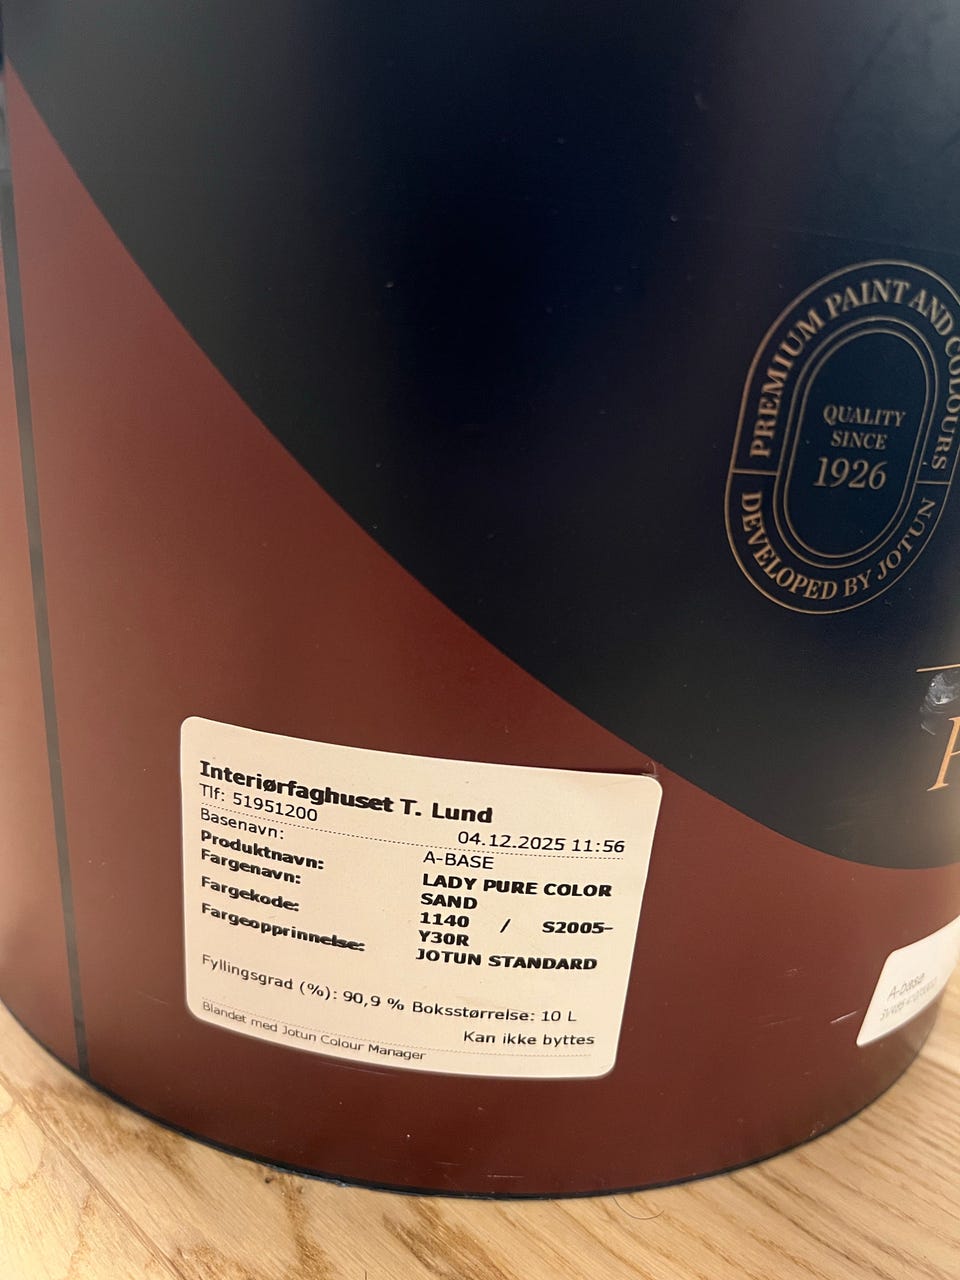 PREMIUM PAINT AND COLOURS
QUALITY
SINCE
1926
DEVELOPED BY JOTUN
Interiørfaghuset T. Lund
Tlf: 51951200
04.12.2025 11:56
Basenavn: A-BASE
Produktnavn: LADY PURE COLOR
Fargenavn: SAND
Fargekode: 1140 / S2005-
Y30R
Fargeopprinnelse: JOTUN STANDARD
Fyllingsgrad (%): 90,9 % Boksstørrelse: 10 L
Kan ikke byttes
Blandet med Jotun Colour Manager
A-base